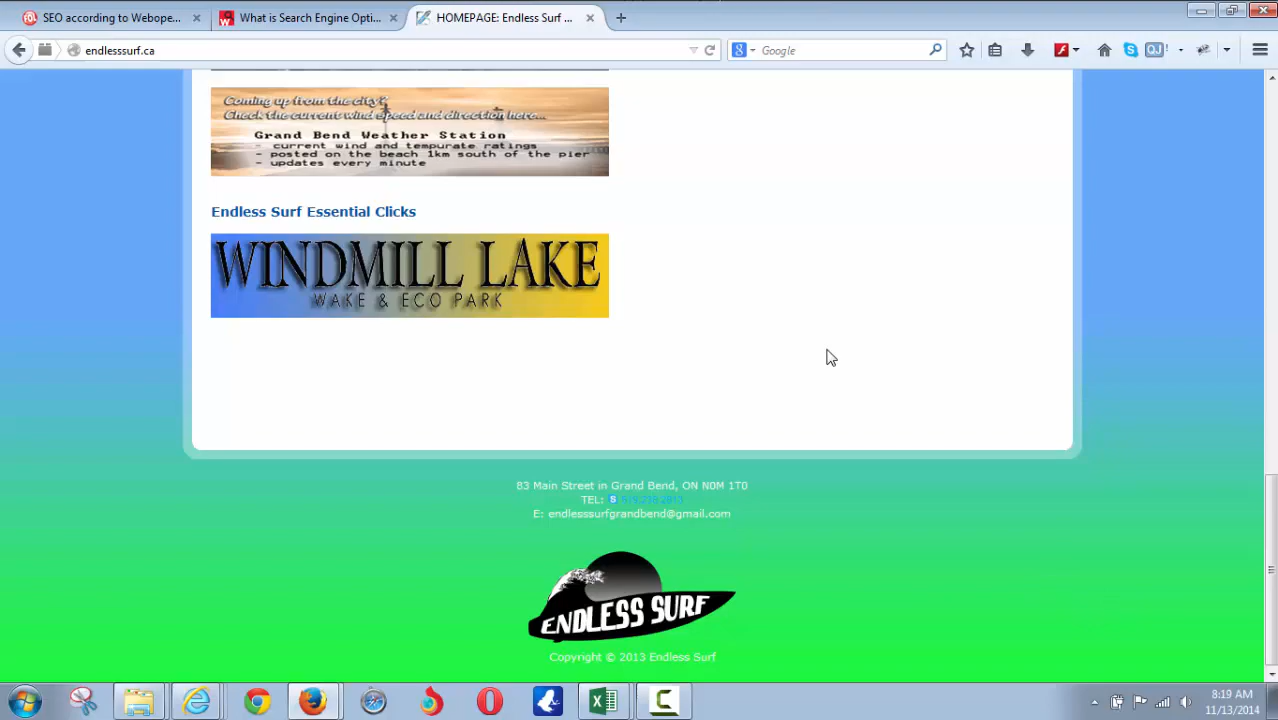 SEO according to Webope...
What is Search Engine Opti...
HOMEPAGE: Endless Surf ...
endlesssurf.ca
Google
Coming up from the city?
Check the current wind speed and direction here...
Grand Bend Weather Station
- current wind and tempurate ratings
- posted on the beach 1km south of the pier
- updates every minute
Endless Surf Essential Clicks
WINDMILL LAKE
WAKE & ECO PARK
83 Main Street in Grand Bend, ON N0M 1T0
TEL: 519.238.2813
E: endlesssurfgrandbend@gmail.com
ENDLESS SURF
Copyright © 2013 Endless Surf
8:19 AM
11/13/2014